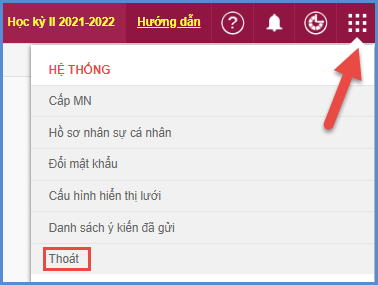 Học kỳ II 2021-2022 Hướng dẫn
HỆ THỐNG
Cấp MN
Hồ sơ nhân sự cá nhân
Đổi mật khẩu
Cấu hình hiển thị lưới
Danh sách ý kiến đã gửi
Thoát